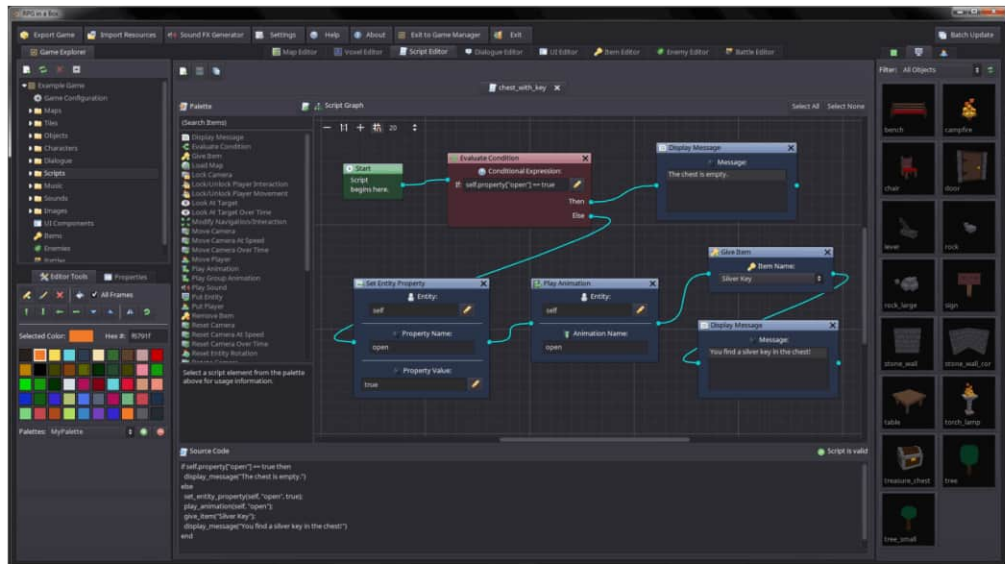 RPG in a Box
Export Game
Import Resources
Sound FX Generator
Settings
Help
About
Exit to Game Manager
Exit
Batch Update
Game Explorer
Map Editor
Voxel Editor
Script Editor
Dialogue Editor
UI Editor
Item Editor
Enemy Editor
Battle Editor
Example Game
Game Configuration
Maps
Tiles
Objects
Characters
Dialogue
Scripts
Music
Sounds
Images
UI Components
Items
Enemies
Battles
Editor Tools
Properties
All Frames
Selected Color:
Hex #:
f6791f
Palettes:
MyPalette
chest_with_key
Palette
(Search Items)
Display Message
Evaluate Condition
Give Item
Load Map
Lock Camera
Lock/Unlock Player Interaction
Lock/Unlock Player Movement
Look At Target
Look At Target Over Time
Modify Navigation/Interaction
Move Camera
Move Camera At Speed
Move Camera Over Time
Move Player
Play Animation
Play Group Animation
Play Sound
Put Entity
Put Player
Remove Item
Reset Camera
Reset Camera At Speed
Reset Camera Over Time
Reset Entity Rotation
Select a script element from the palette
above for usage information.
Script Graph
Select All
Select None
1:1
20
Start
Script
begins here.
Evaluate Condition
Conditional Expression:
self.property["open"] == true
Then
Else
Display Message
Message:
The chest is empty.
Set Entity Property
Entity:
self
Property Name:
open
Property Value:
true
Play Animation
Entity:
self
Animation Name:
open
Give Item
Item Name:
Silver Key
Display Message
Message:
You find a silver key in the chest!
Source Code
Script is valid
if self.property["open"] == true then
display_message("The chest is empty.")
else
set_entity_property(self, "open", true);
play_animation(self, "open");
give_item("Silver Key");
display_message("You find a silver key in the chest!")
end
Filter:
All Objects
bench
campfire
chair
door
lever
rock
rock_large
sign
stone_wall
stone_wall_cor
table
torch_lamp
treasure_chest
tree
tree_small